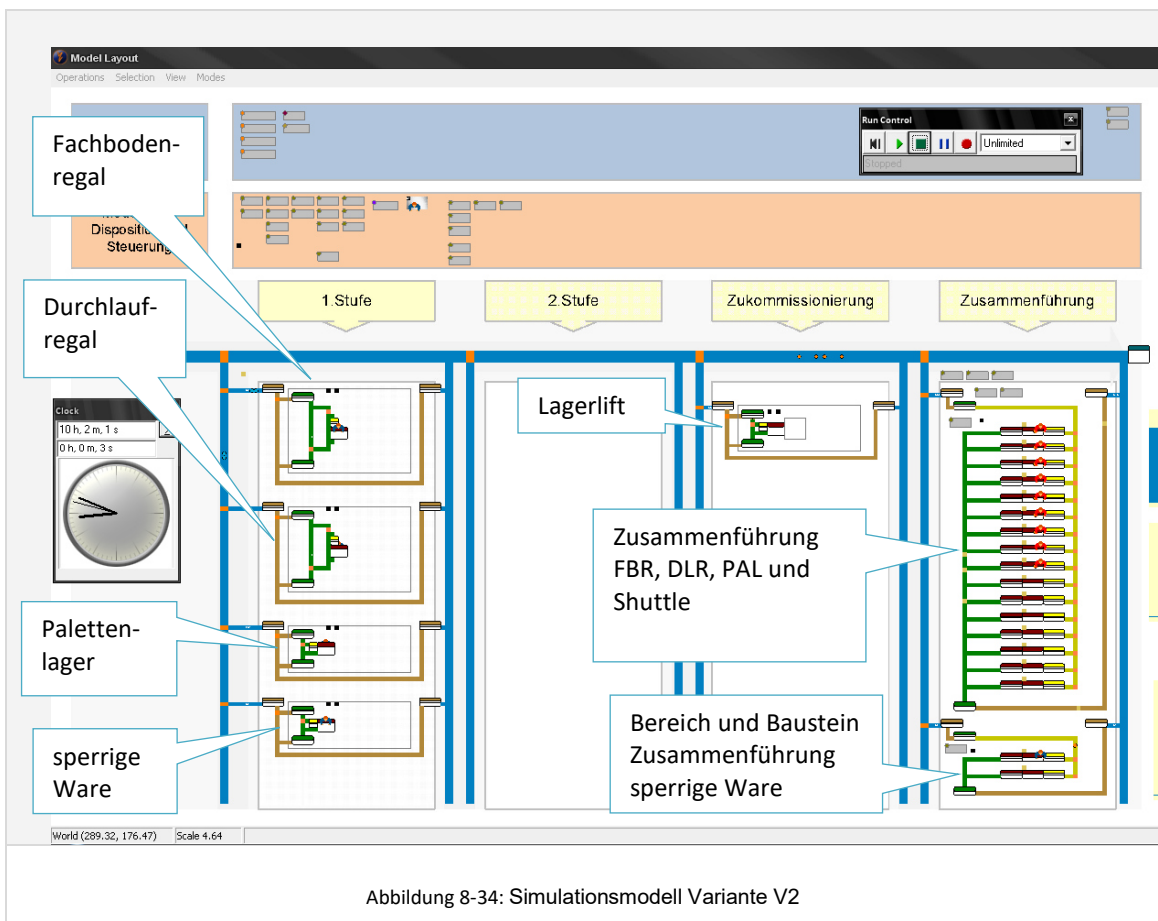 Model Layout
Operations Selection View Modes
Fachboden-
regal
Run Control
Unlimited
Stopped
Disposition
Steuerung
Durchlauf-
regal
1.Stufe
2.Stufe
Zukommissionierung
Zusammenführung
Clock
10 h, 2 m, 1 s
0 h, 0 m, 3 s
Lagerlift
Zusammenführung
FBR, DLR, PAL und
Shuttle
Paletten-
lager
Bereich und Baustein
Zusammenführung
sperrige Ware
sperrige
Ware
World (289.32, 176.47) Scale 4.64
Abbildung 8-34: Simulationsmodell Variante V2